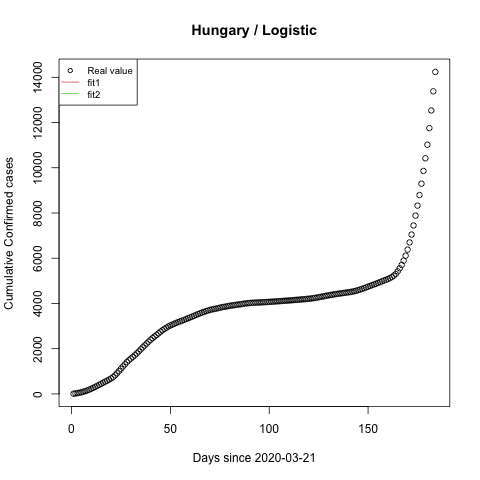 Hungary / Logistic
Real value
fit1
fit2
Cumulative Confirmed cases
14000
12000
10000
8000
6000
4000
2000
0
0 50 100 150
Days since 2020-03-21